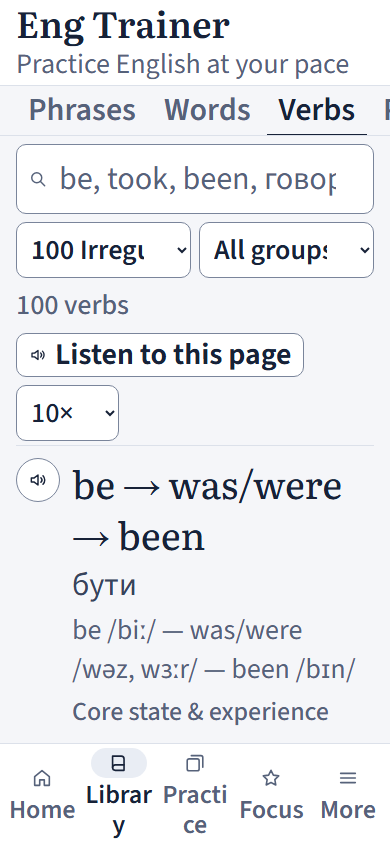 Eng Trainer
Practice English at your pace
Phrases Words Verbs
be, took, been, говор
100 Irregu All groups
100 verbs
Listen to this page
10×
be → was/were
→ been
бути
be /biː/ — was/were
/wəz, wɜːr/ — been /bɪn/
Core state & experience
Home Librar Practi Focus More
y ce